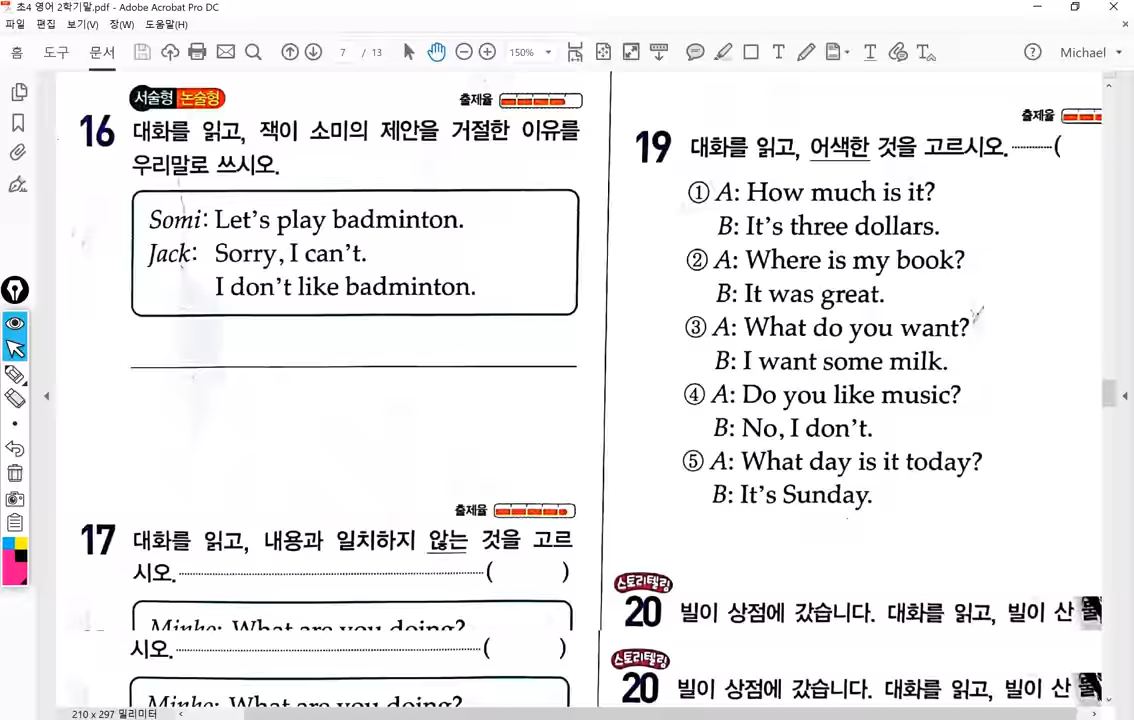 초4 영어 2학기말.pdf - Adobe Acrobat Pro DC
파일 편집 보기(V) 창(W) 도움말(H)
홈 도구 문서 7 / 13 150% Michael
서술형 논술형
출제율
16 대화를 읽고, 잭이 소미의 제안을 거절한 이유를
우리말로 쓰시오.
Somi: Let's play badminton.
Jack: Sorry, I can't.
I don't like badminton.
출제율
17 대화를 읽고, 내용과 일치하지 않는 것을 고르
시오. ( )
Minho: What are you doing?
시오. ( )
Minho: What are you doing?
출제율
19 대화를 읽고, 어색한 것을 고르시오. (
① A: How much is it?
B: It's three dollars.
② A: Where is my book?
B: It was great.
③ A: What do you want?
B: I want some milk.
④ A: Do you like music?
B: No, I don't.
⑤ A: What day is it today?
B: It's Sunday.
스토리텔링
20 빌이 상점에 갔습니다. 대화를 읽고, 빌이 산
스토리텔링
20 빌이 상점에 갔습니다. 대화를 읽고, 빌이 산
210 x 297 밀리미터